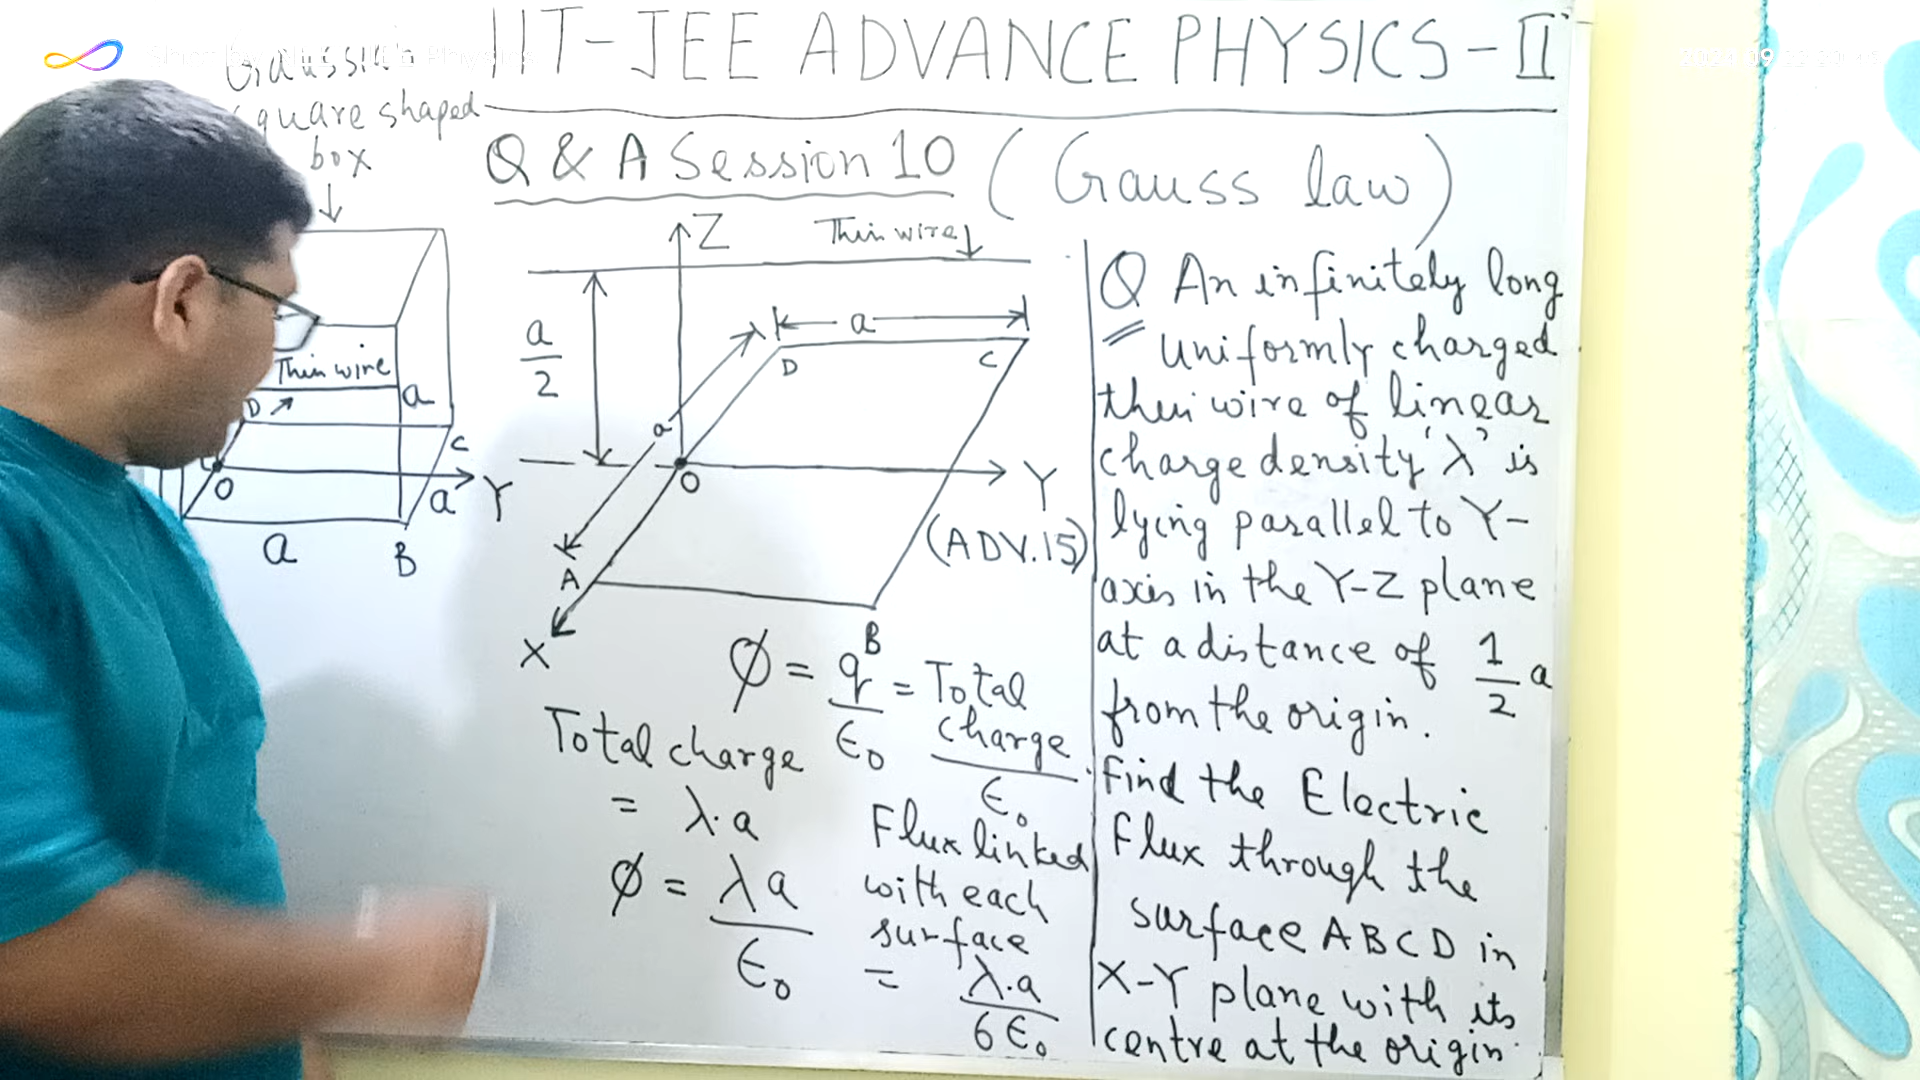 IIT-JEE ADVANCE PHYSICS-II
square shaped
box
Q & A Session 10 (Gauss law)
Thin wire
D
a
C
O
Y
a
a
B
Z
Thin wire
a/2
a
D
C
a
O
Y
(ADV.15)
A
X
B
φ = q/ϵ₀ = Total charge/ϵ₀
Total charge
= λ.a
φ = λa/ϵ₀
Flux linked
with each
surface
= λ.a/6ϵ₀
Q An infinitely long
uniformly charged
thin wire of linear
charge density 'λ' is
lying parallel to Y-
axis in the Y-Z plane
at a distance of 1/2 a
from the origin.
Find the Electric
Flux through the
surface ABCD in
X-Y plane with its
centre at the origin.